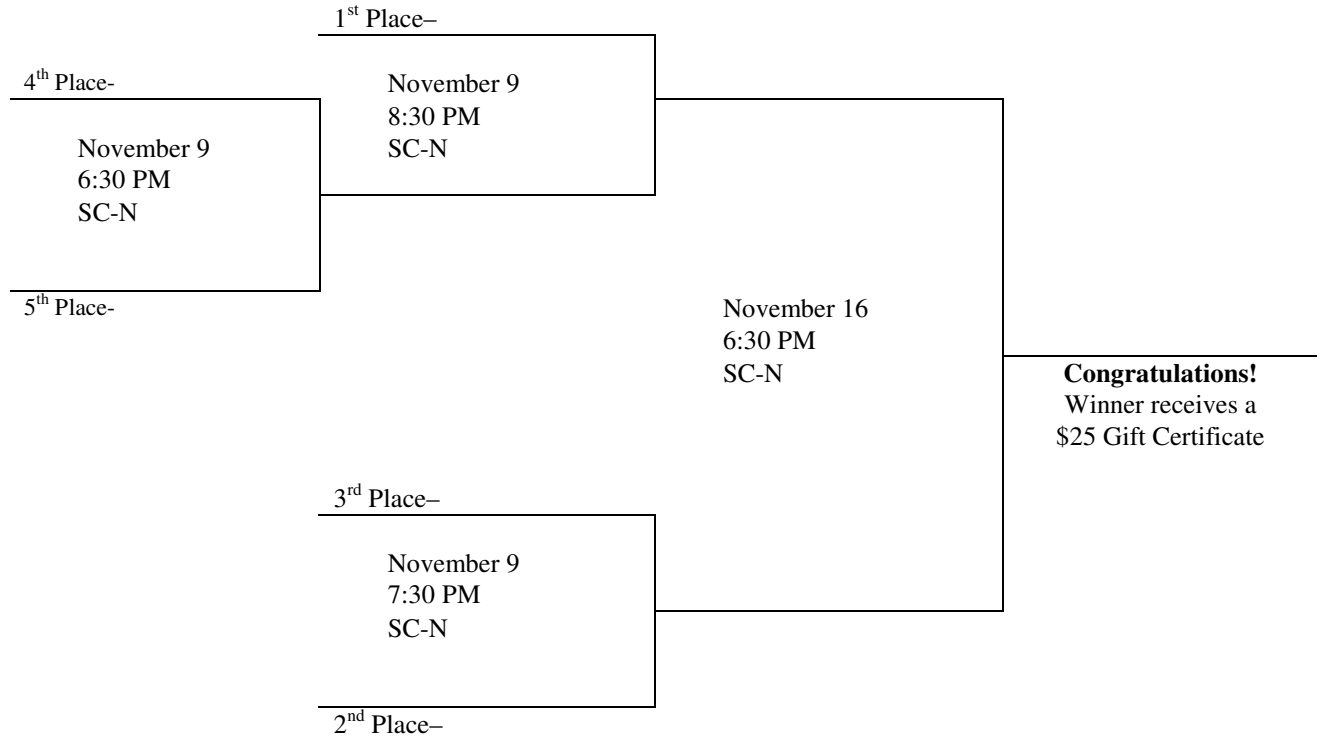 1st Place–
4th Place-
November 9
8:30 PM
SC-N
November 9
6:30 PM
SC-N
5th Place-
November 16
6:30 PM
SC-N
Congratulations!
Winner receives a
$25 Gift Certificate
3rd Place–
November 9
7:30 PM
SC-N
2nd Place–